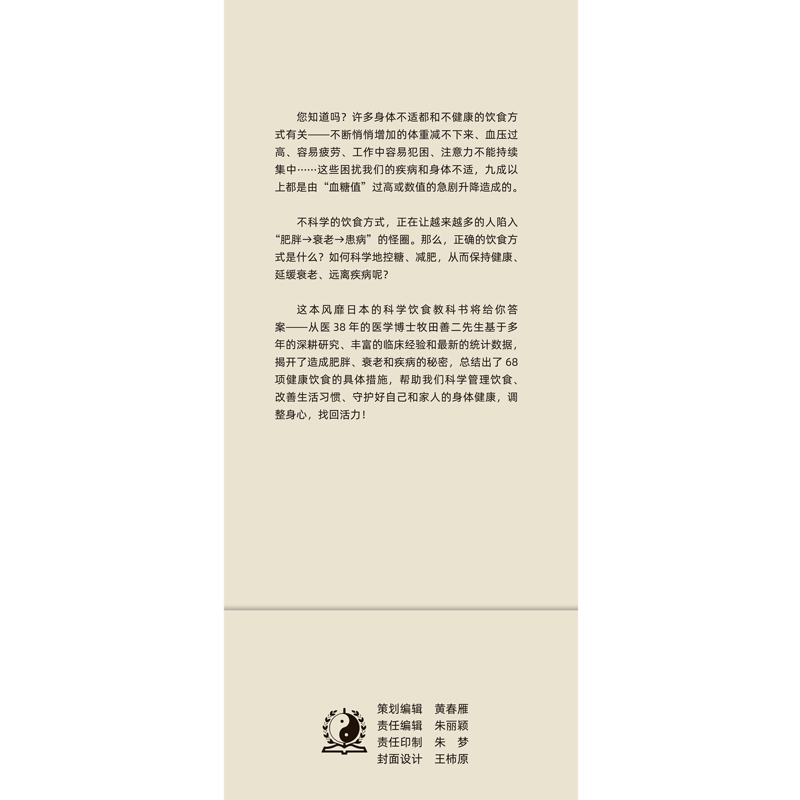 您知道吗？许多身体不适都和不健康的饮食方
式有关——不断悄悄增加的体重减不下来、血压过
高、容易疲劳、工作中容易犯困、注意力不能持续
集中……这些困扰我们的疾病和身体不适，九成以
上都是由“血糖值”过高或数值的急剧升降造成的。
不科学的饮食方式，正在让越来越多的人陷入
“肥胖→衰老→患病”的怪圈。那么，正确的饮食方
式是什么？如何科学地控糖、减肥，从而保持健康、
延缓衰老、远离疾病呢？
这本风靡日本的科学饮食教科书将给你答
案——从医 38 年的医学博士牧田善二先生基于多
年的深耕研究、丰富的临床经验和最新的统计数据，
揭开了造成肥胖、衰老和疾病的秘密，总结出了 68
项健康饮食的具体措施，帮助我们科学管理饮食、
改善生活习惯、守护好自己和家人的身体健康，调
整身心，找回活力！
策划编辑 黄春雁
责任编辑 朱丽颖
责任印制 朱 梦
封面设计 王柿原